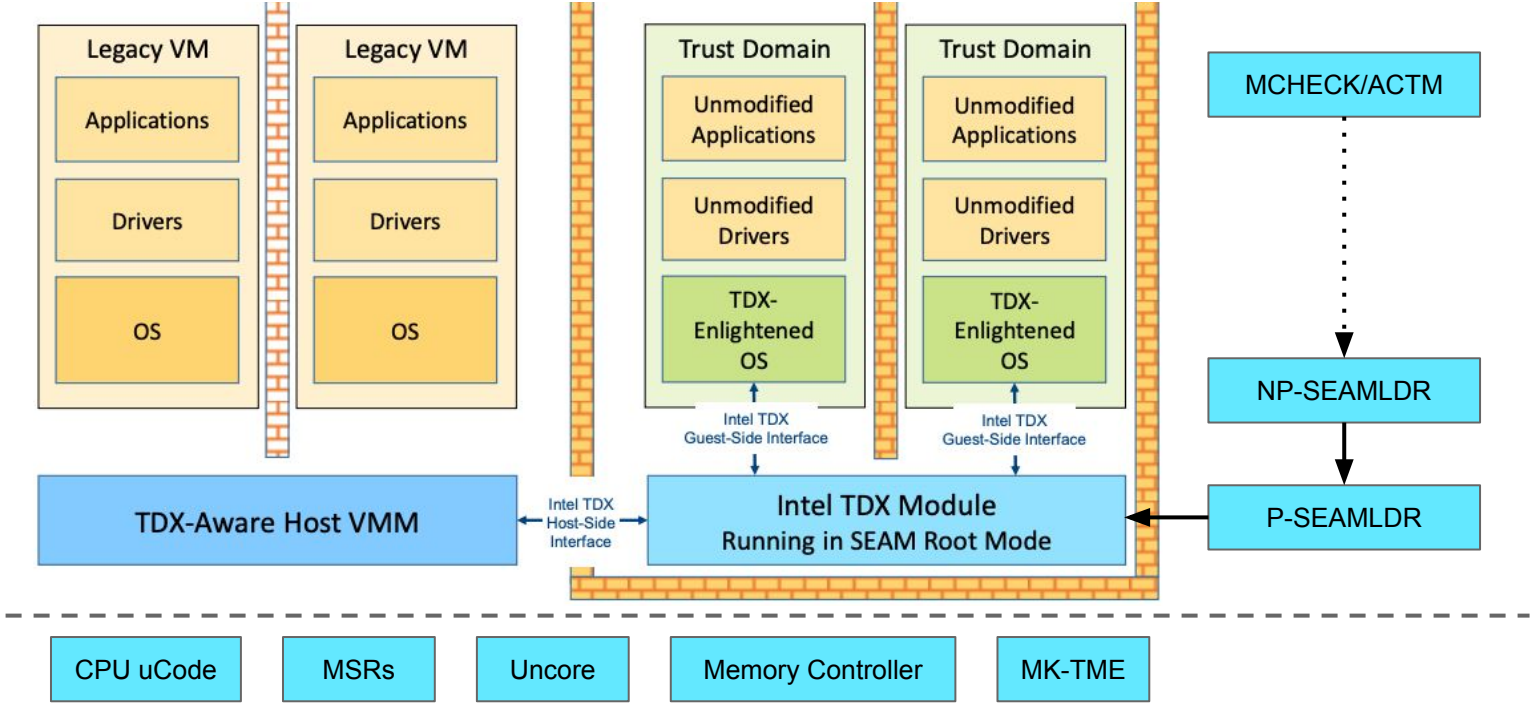 Legacy VM
Applications
Drivers
OS
Legacy VM
Applications
Drivers
OS
Trust Domain
Unmodified
Applications
Unmodified
Drivers
TDX-
Enlightened
OS
Trust Domain
Unmodified
Applications
Unmodified
Drivers
TDX-
Enlightened
OS
Intel TDX
Guest-Side Interface
Intel TDX
Guest-Side Interface
TDX-Aware Host VMM
Intel TDX
Host-Side
Interface
Intel TDX Module
Running in SEAM Root Mode
MCHECK/ACTM
NP-SEAMLDR
P-SEAMLDR
CPU uCode
MSRs
Uncore
Memory Controller
MK-TME